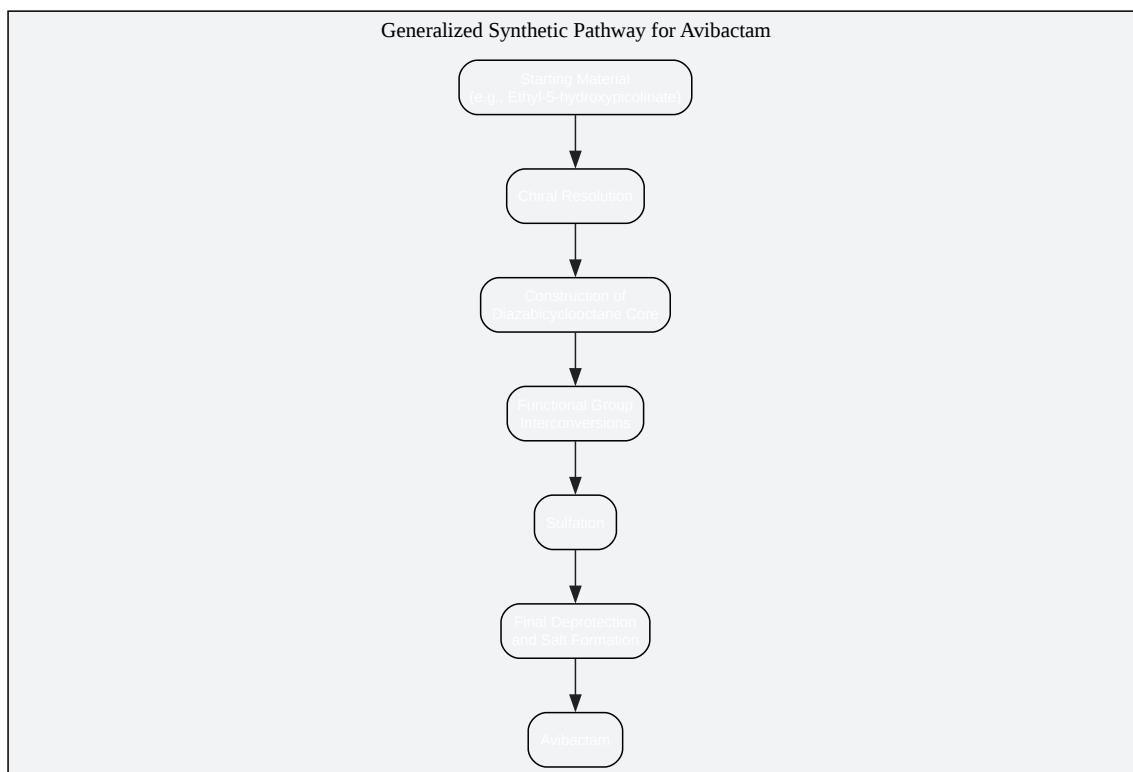 Generalized Synthetic Pathway for Avibactam
Starting Material
(e.g., Ethyl-5-hydroxypicolinate)
Chiral Resolution
Construction of
Diazabicyclooctane Core
Functional Group
Interconversions
Sulfation
Final Deprotection
and Salt Formation
Avibactam